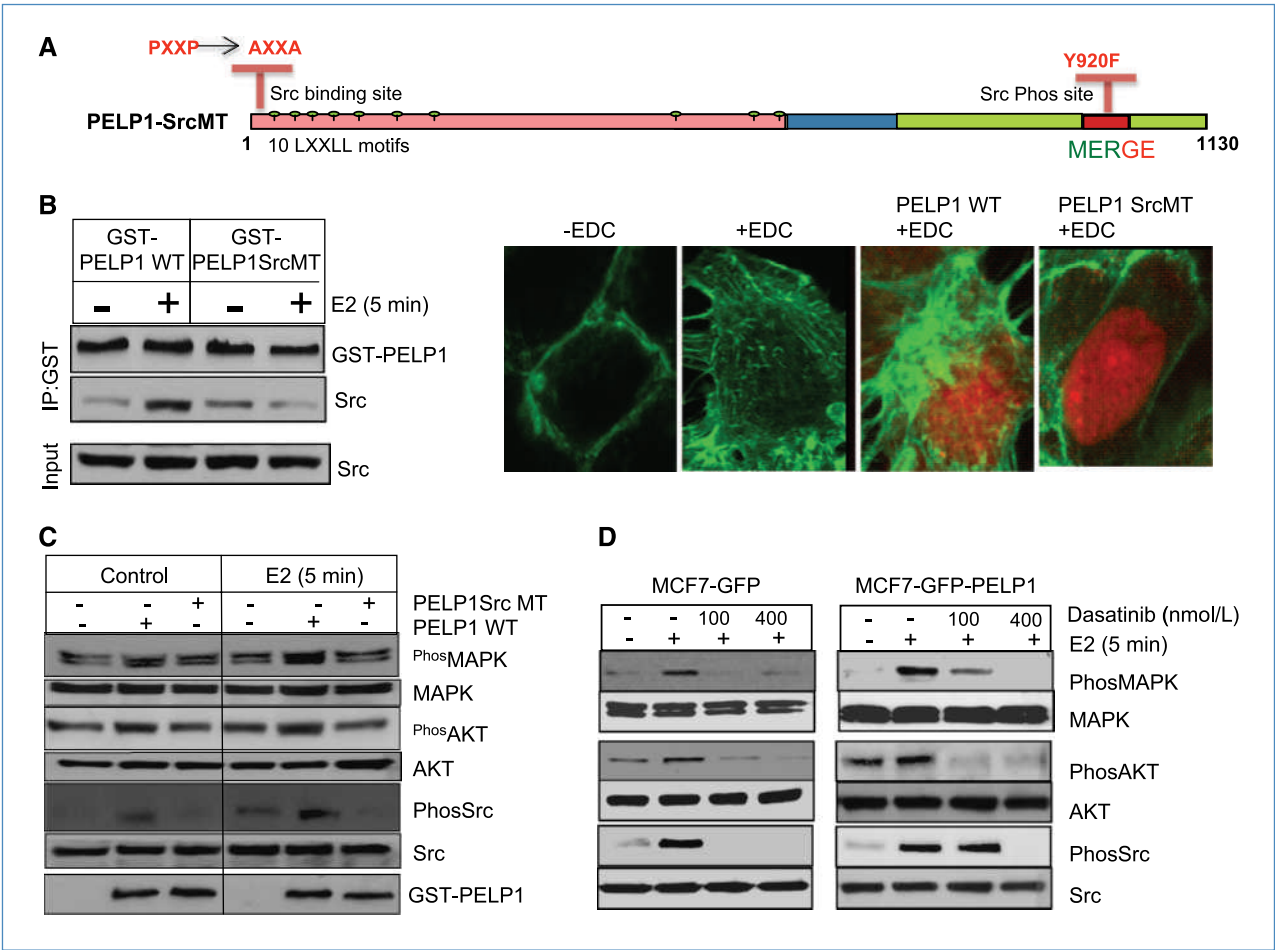 A
PXXP → AXXA
Y920F
Src binding site
Src Phos site
PELP1-SrcMT
1
10 LXXLL motifs
MERGE
1130
B
GST-PELP1 WT
GST-PELP1SrcMT
- + - + E2 (5 min)
IP:GST
GST-PELP1
Src
Input
Src
-EDC
+EDC
PELP1 WT
+EDC
PELP1 SrcMT
+EDC
C
Control E2 (5 min)
- - + - - + PELP1Src MT
- + - - + - PELP1 WT
PhosMAPK
MAPK
PhosAKT
AKT
PhosSrc
Src
GST-PELP1
D
MCF7-GFP
MCF7-GFP-PELP1
- - 100 400 - - 100 400 Dasatinib (nmol/L)
- + + + - + + + E2 (5 min)
PhosMAPK
MAPK
PhosAKT
AKT
PhosSrc
Src